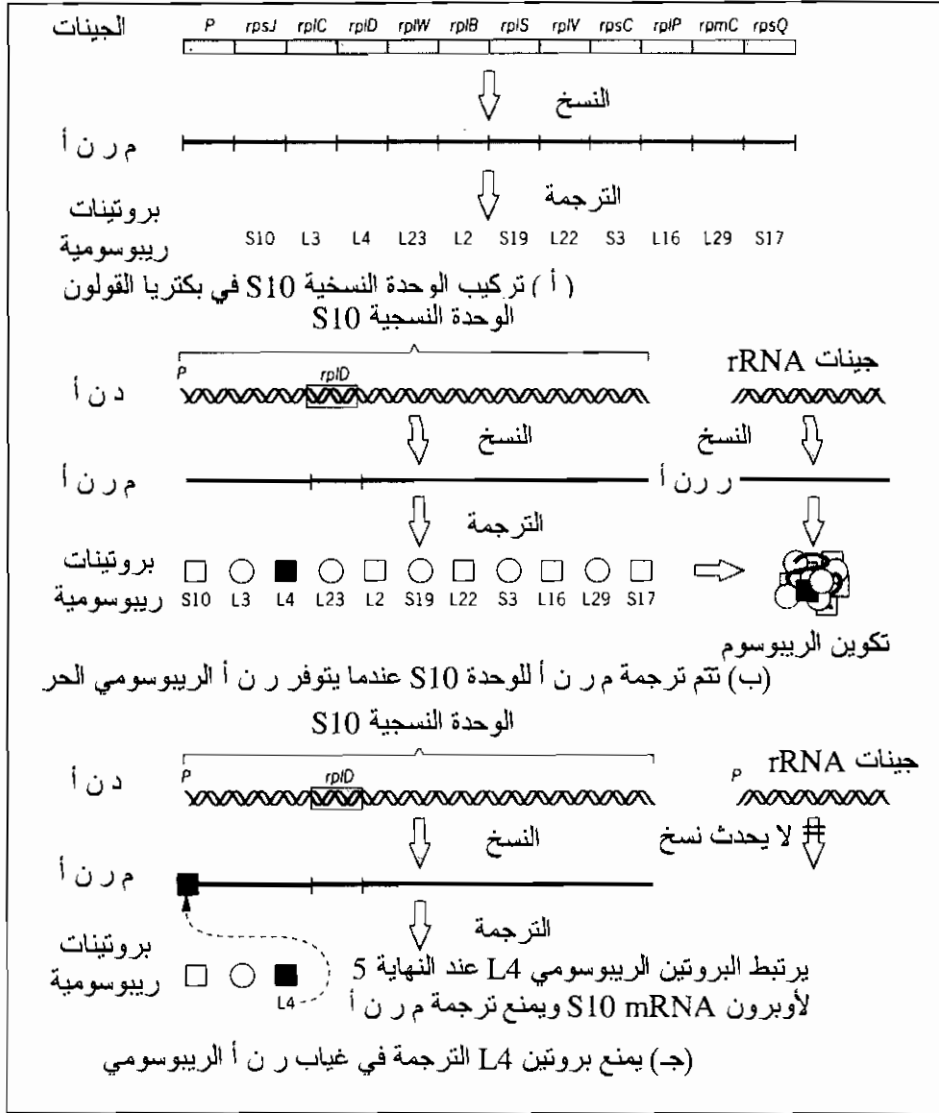 الجينات
P rpsJ rplC rplD rplW rplB rplS rplV rpsC rplP rpmC rpsQ
النسخ
م ر ن أ
الترجمة
بروتينات
ريبوسومية
S10 L3 L4 L23 L2 S19 L22 S3 L16 L29 S17
( أ ) تركيب الوحدة النسخية S10 في بكتريا القولون
الوحدة النسجية S10
جينات rRNA
P rplD
د ن أ
النسخ النسخ
م ر ن أ ر رن أ
الترجمة
بروتينات
ريبوسومية
S10 L3 L4 L23 L2 S19 L22 S3 L16 L29 S17
تكوين الريبوسوم
(ب) تتم ترجمة م ر ن أ للوحدة S10 عندما يتوفر ر ن أ الريبوسومي الحر
الوحدة النسجية S10
جينات rRNA
P rplD P
د ن أ
النسخ لا يحدث نسخ
م ر ن أ
الترجمة
بروتينات
ريبوسومية
L4
يرتبط البروتين الريبوسومي L4 عند النهاية 5
لأوبرون S10 mRNA ويمنع ترجمة م ر ن أ
(جـ) يمنع بروتين L4 الترجمة في غياب ر ن أ الريبوسومي